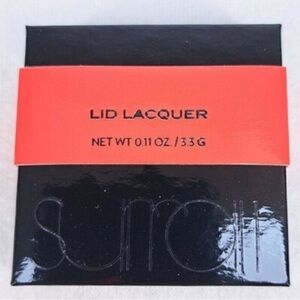 LID LACQUER
NET WT 0.11 OZ. / 3.3 G
surratt